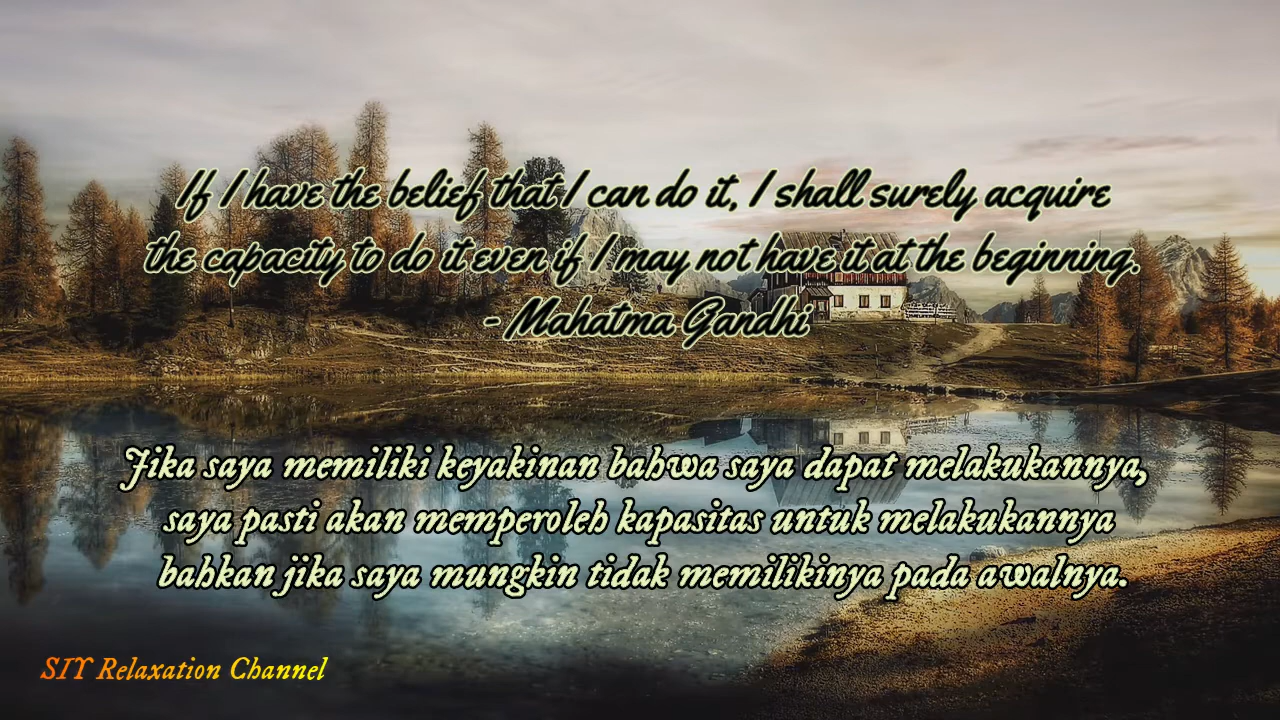 If I have the belief that I can do it, I shall surely acquire
the capacity to do it even if I may not have it at the beginning.
- Mahatma Gandhi
Jika saya memiliki keyakinan bahwa saya dapat melakukannya,
saya pasti akan memperoleh kapasitas untuk melakukannya
bahkan jika saya mungkin tidak memilikinya pada awalnya.
SIY Relaxation Channel